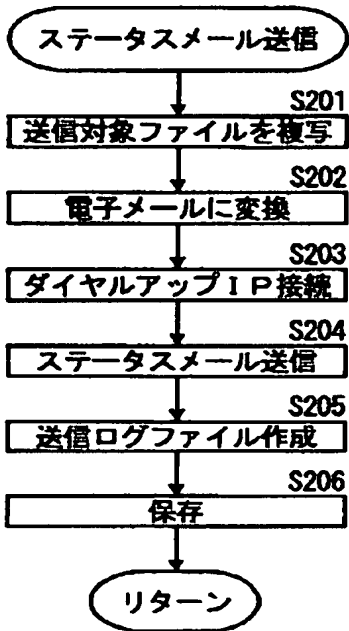 ステータスメール送信
S201
送信対象ファイルを複写
S202
電子メールに変換
S203
ダイヤルアップIP接続
S204
ステータスメール送信
S205
送信ログファイル作成
S206
保存
リターン